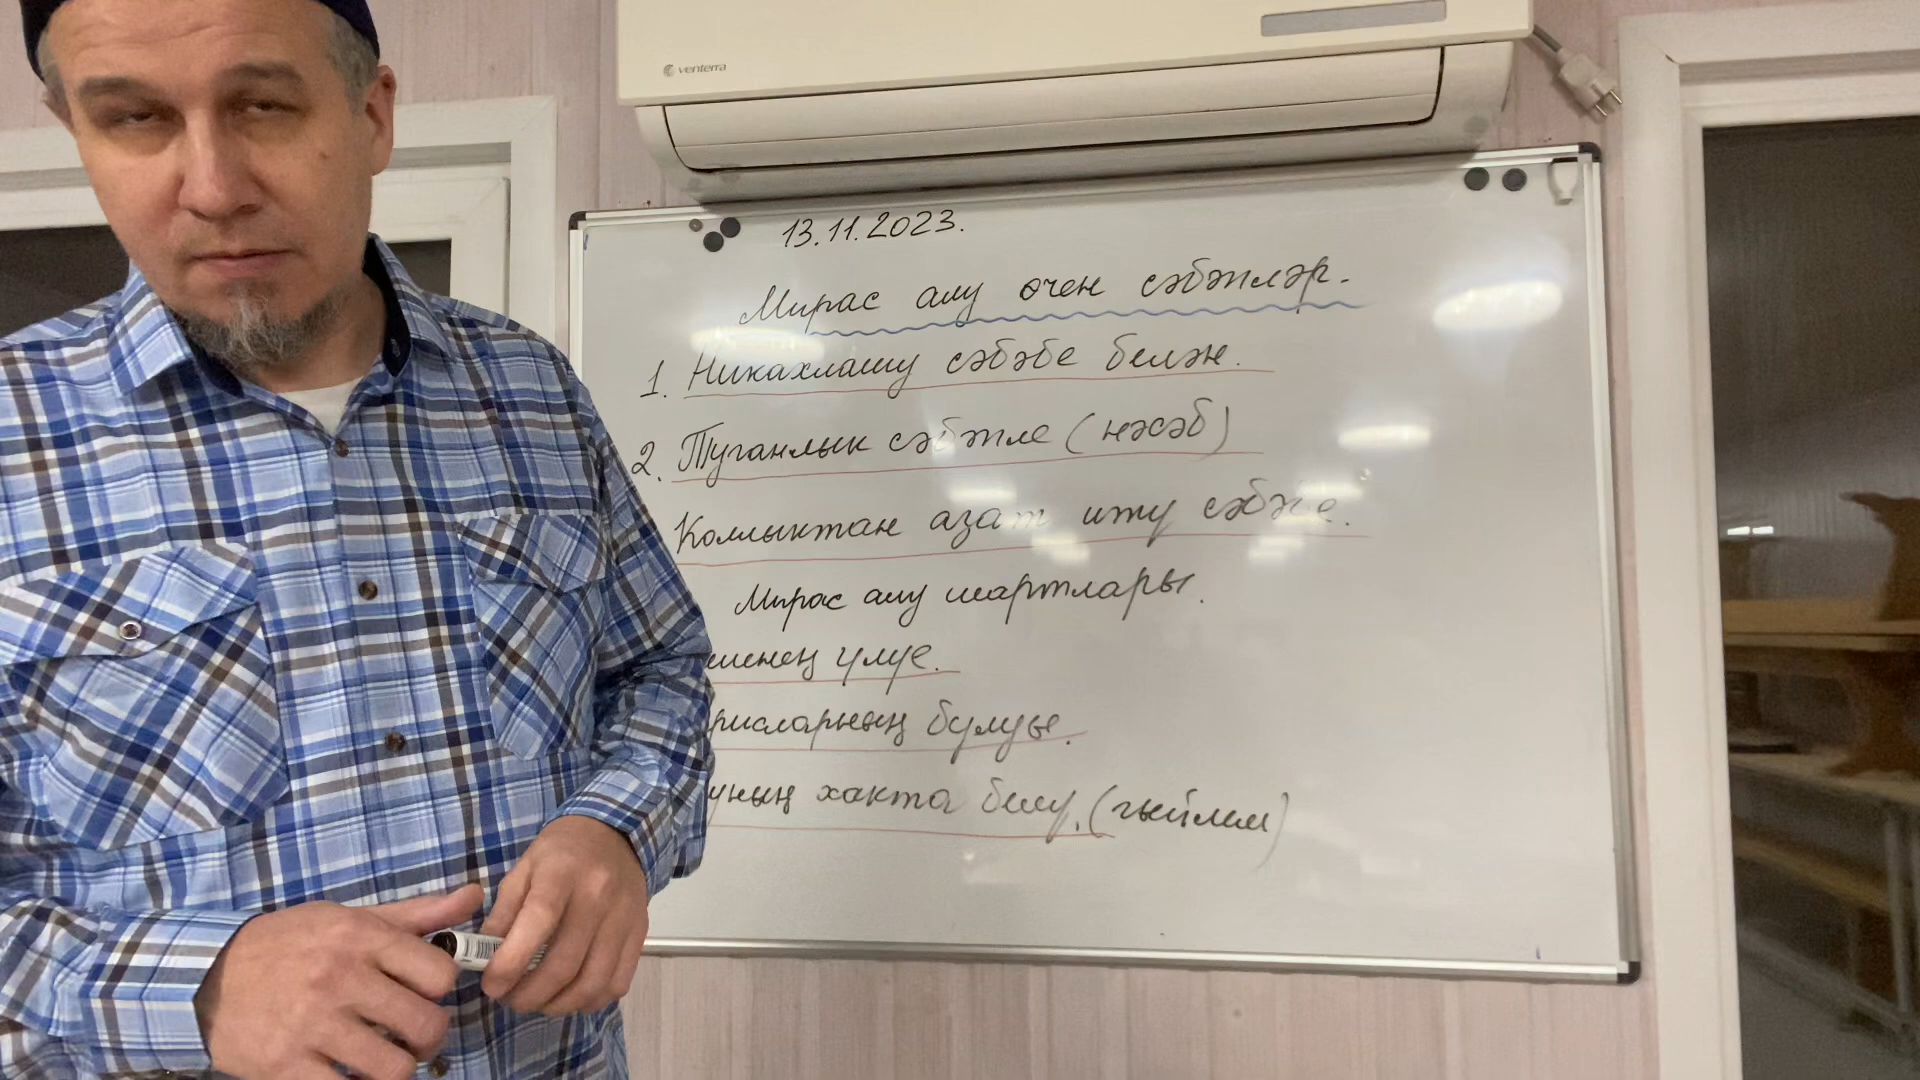 venterra
13.11.2023.
Мирас алу өчен сәбәпләр.
1. Никахлашу сәбәбе белән.
2. Туганлык сәбәпле (нәсәб)
Коллыктан азат итү сәбәбе.
Мирас алу шартлары.
үлүе.
булуы.
хакта белү. (гыйлем)